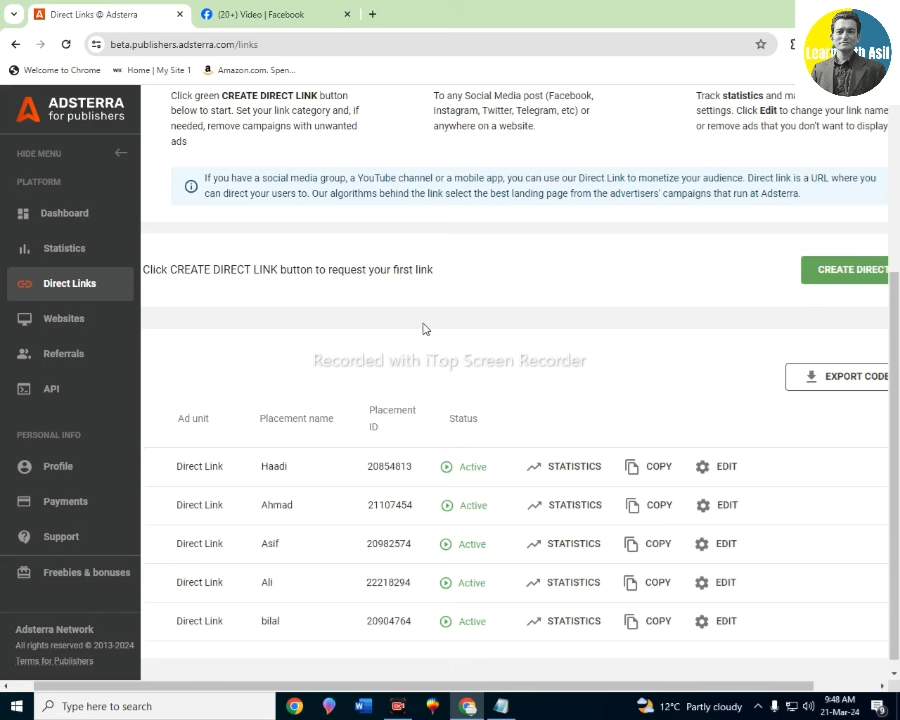 Direct Links @ Adsterra
(20+) Video | Facebook
beta.publishers.adsterra.com/links
Welcome to Chrome
Home | My Site 1
Amazon.com. Spen...
Learn with Asif
ADSTERRA
for publishers
HIDE MENU
PLATFORM
Dashboard
Statistics
Direct Links
Websites
Referrals
API
PERSONAL INFO
Profile
Payments
Support
Freebies & bonuses
Adsterra Network
All rights reserved © 2013-2024
Terms for Publishers
Click green CREATE DIRECT LINK button
below to start. Set your link category and, if
needed, remove campaigns with unwanted
ads
To any Social Media post (Facebook,
Instagram, Twitter, Telegram, etc) or
anywhere on a website.
Track statistics and ma
settings. Click Edit to change your link name
or remove ads that you don't want to display
If you have a social media group, a YouTube channel or a mobile app, you can use our Direct Link to monetize your audience. Direct link is a URL where you
can direct your users to. Our algorithms behind the link select the best landing page from the advertisers' campaigns that run at Adsterra.
Click CREATE DIRECT LINK button to request your first link
CREATE DIRECT
Recorded with iTop Screen Recorder
EXPORT CODE
Ad unit Placement name Placement ID Status
Direct Link Haadi 20854813 Active STATISTICS COPY EDIT
Direct Link Ahmad 21107454 Active STATISTICS COPY EDIT
Direct Link Asif 20982574 Active STATISTICS COPY EDIT
Direct Link Ali 22218294 Active STATISTICS COPY EDIT
Direct Link bilal 20904764 Active STATISTICS COPY EDIT
Type here to search
12°C Partly cloudy
9:48 AM
21-Mar-24
9